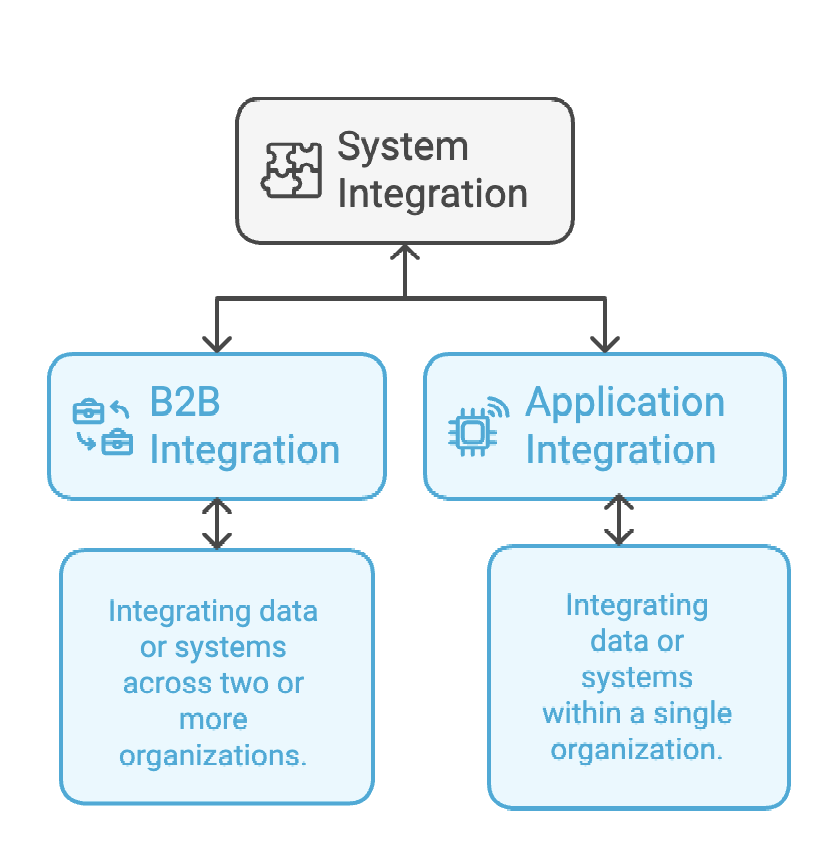 System
Integration
B2B
Integration
Application
Integration
Integrating data
or systems
across two or
more
organizations.
Integrating
data or
systems
within a single
organization.